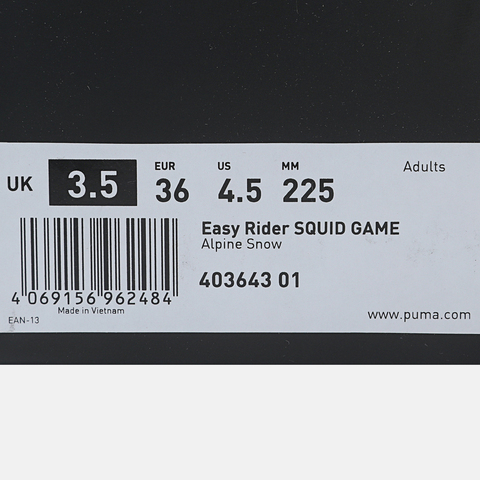 EUR US MM Adults
UK 3.5 36 4.5 225
Easy Rider SQUID GAME
Alpine Snow
403643 01
4 069156 962484
Made in Vietnam
EAN-13
www.puma.com